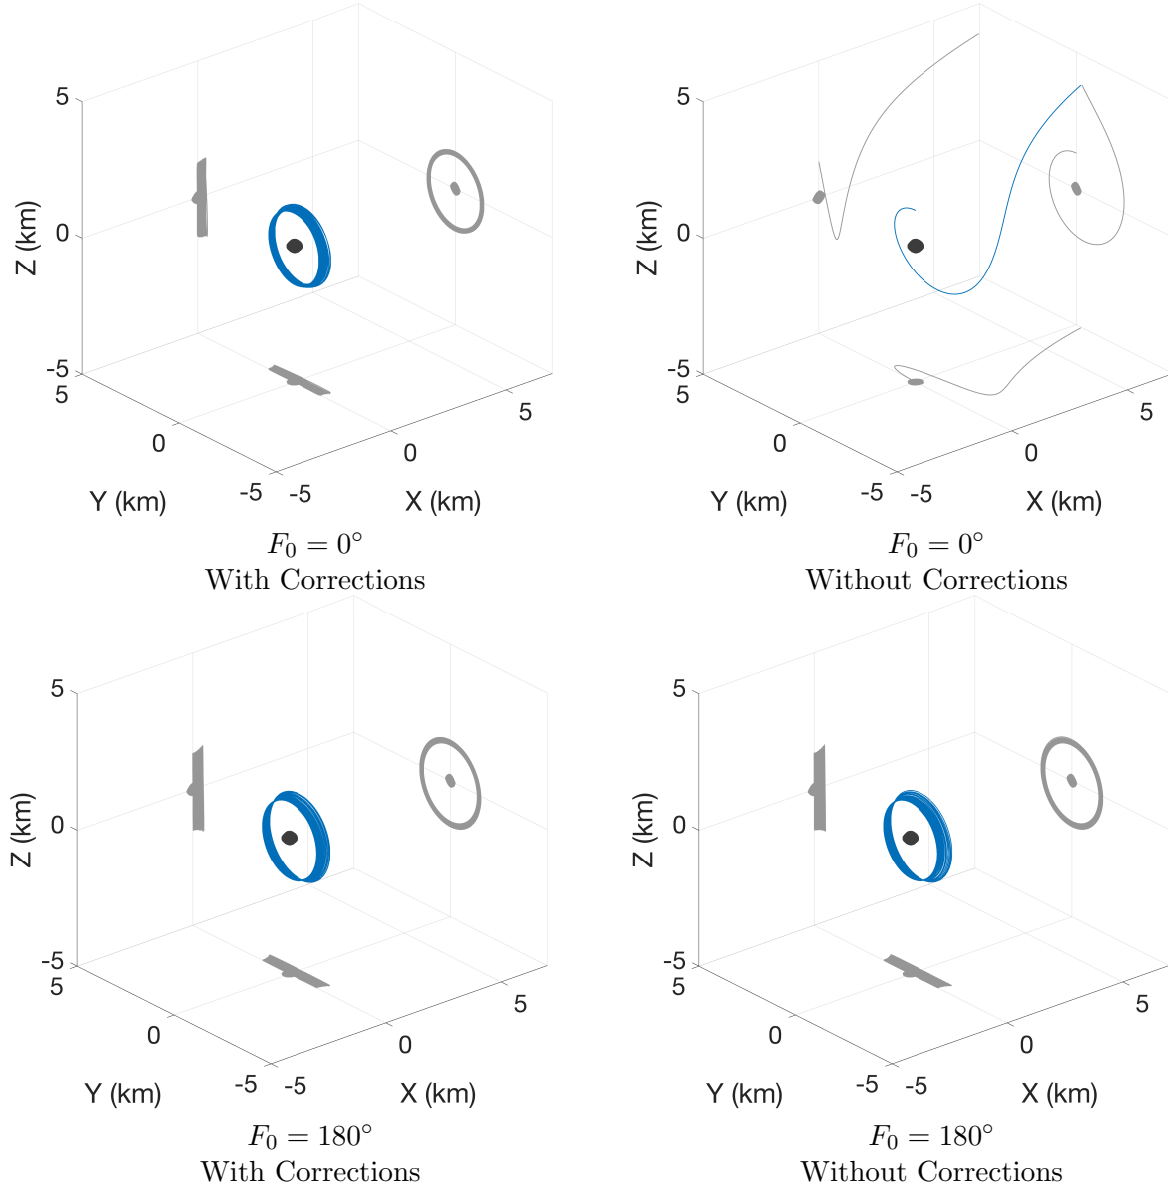 5
0
-5
Z (km)
5
0
-5
Y (km)
-5
0
5
X (km)
F₀ = 0°
With Corrections
5
0
-5
Z (km)
5
0
-5
Y (km)
-5
0
5
X (km)
F₀ = 0°
Without Corrections
5
0
-5
Z (km)
5
0
-5
Y (km)
-5
0
5
X (km)
F₀ = 180°
With Corrections
5
0
-5
Z (km)
5
0
-5
Y (km)
-5
0
5
X (km)
F₀ = 180°
Without Corrections